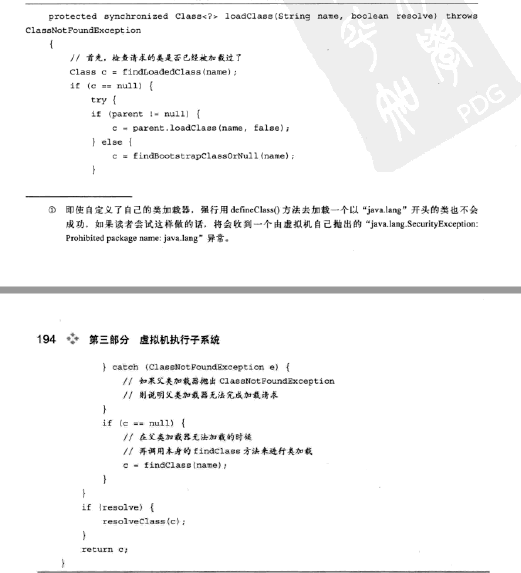 protected synchronized Class<?> loadClass(String name, boolean resolve) throws
ClassNotFoundException
{
// 首先，检查请求的类是否已经被加载过了
Class c = findLoadedClass(name);
if (c == null) {
try {
if (parent != null) {
c = parent.loadClass(name, false);
} else {
c = findBootstrapClassOrNull(name);
}
① 即使自定义了自己的类加载器，强行用 defineClass() 方法去加载一个以“java.lang”开头的类也不会
成功。如果读者尝试这样做的话，将会收到一个由虚拟机自己抛出的“java.lang.SecurityException:
Prohibited package name: java.lang”异常。
194 第三部分 虚拟机执行子系统
} catch (ClassNotFoundException e) {
// 如果父类加载器抛出 ClassNotFoundException
// 则说明父类加载器无法完成加载请求
}
if (c == null) {
// 在父类加载器无法加载的时候
// 再调用本身的 findClass 方法来进行类加载
c = findClass(name);
}
}
if (resolve) {
resolveClass(c);
}
return c;
}
PDG